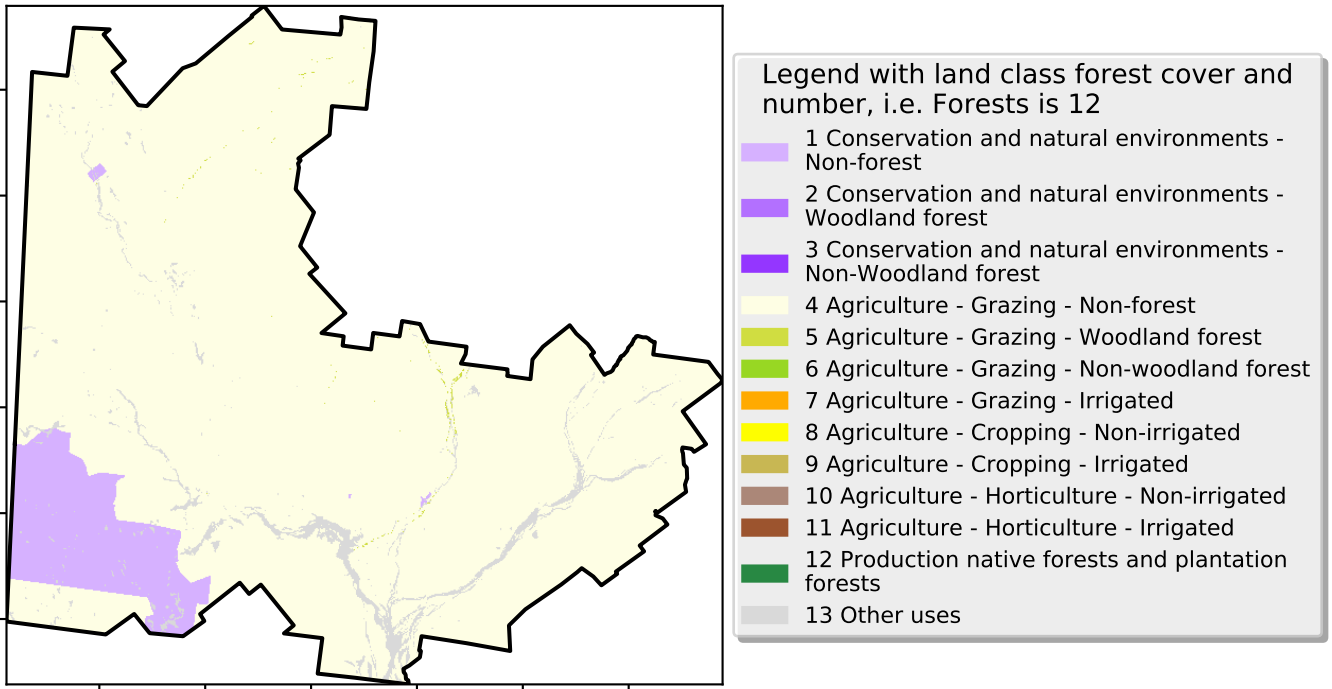 Legend with land class forest cover and
number, i.e. Forests is 12
1 Conservation and natural environments -
Non-forest
2 Conservation and natural environments -
Woodland forest
3 Conservation and natural environments -
Non-Woodland forest
4 Agriculture - Grazing - Non-forest
5 Agriculture - Grazing - Woodland forest
6 Agriculture - Grazing - Non-woodland forest
7 Agriculture - Grazing - Irrigated
8 Agriculture - Cropping - Non-irrigated
9 Agriculture - Cropping - Irrigated
10 Agriculture - Horticulture - Non-irrigated
11 Agriculture - Horticulture - Irrigated
12 Production native forests and plantation
forests
13 Other uses